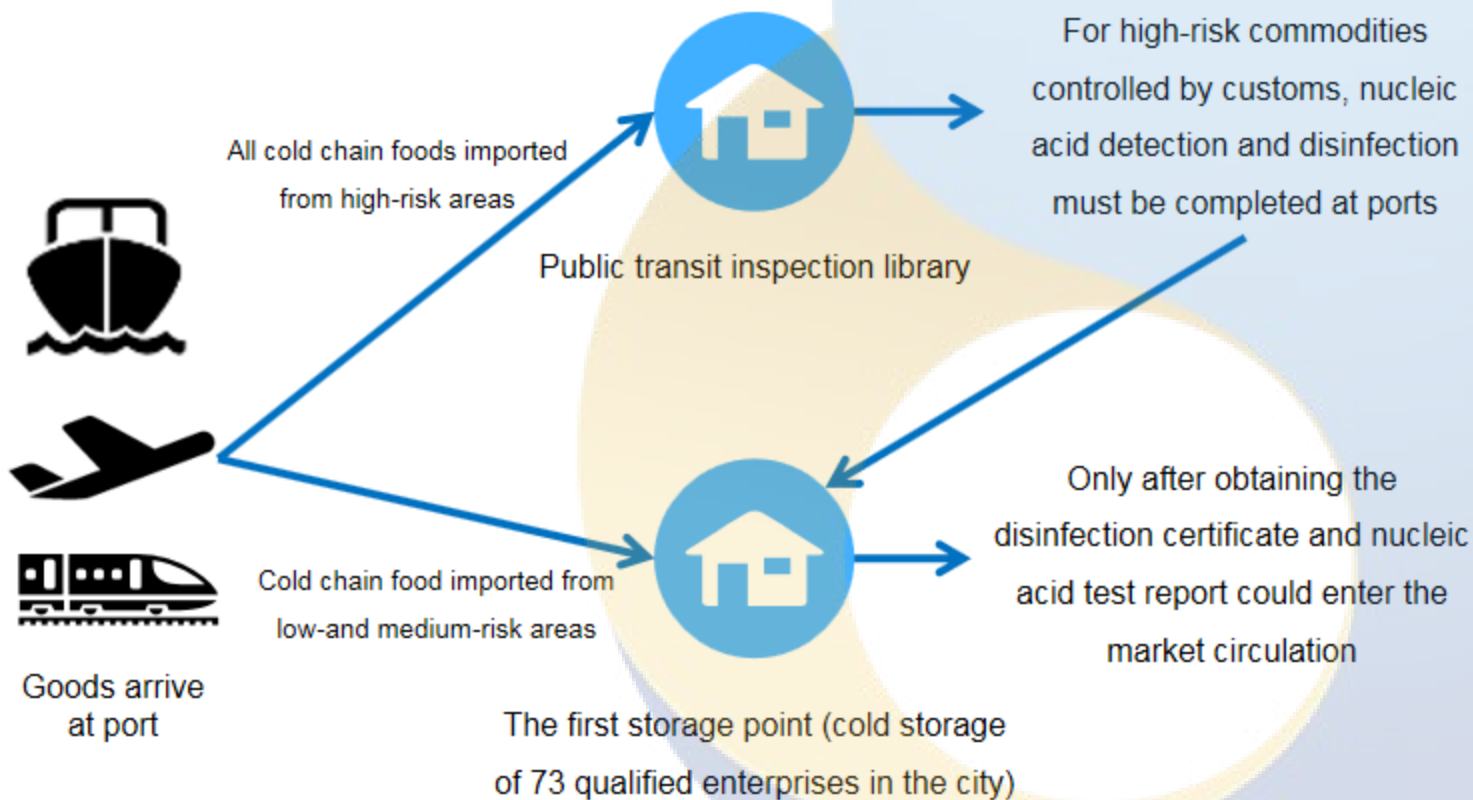 All cold chain foods imported
from high-risk areas
Public transit inspection library
For high-risk commodities
controlled by customs, nucleic
acid detection and disinfection
must be completed at ports
Goods arrive
at port
Cold chain food imported from
low-and medium-risk areas
The first storage point (cold storage
of 73 qualified enterprises in the city)
Only after obtaining the
disinfection certificate and nucleic
acid test report could enter the
market circulation